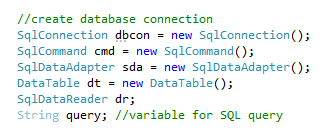 //create database connection
SqlConnection dbcon = new SqlConnection();
SqlCommand cmd = new SqlCommand();
SqlDataAdapter sda = new SqlDataAdapter();
DataTable dt = new DataTable();
SqlDataReader dr;
String query; //variable for SQL query